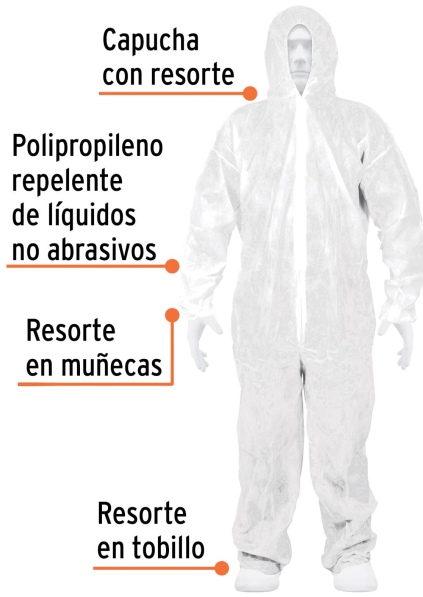 Capucha
con resorte
Polipropileno
repelente
de líquidos
no abrasivos
Resorte
en muñecas
Resorte
en tobillo